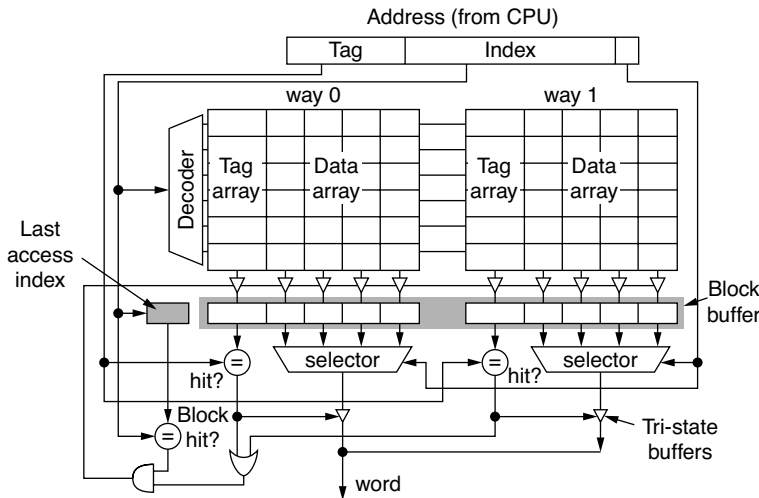 Address (from CPU)
Tag
Index
way 0
way 1
Decoder
Tag
array
Data
array
Tag
array
Data
array
Last
access
index
Block
buffer
=
selector
=
selector
hit?
hit?
Block
hit?
=
Tri-state
buffers
word